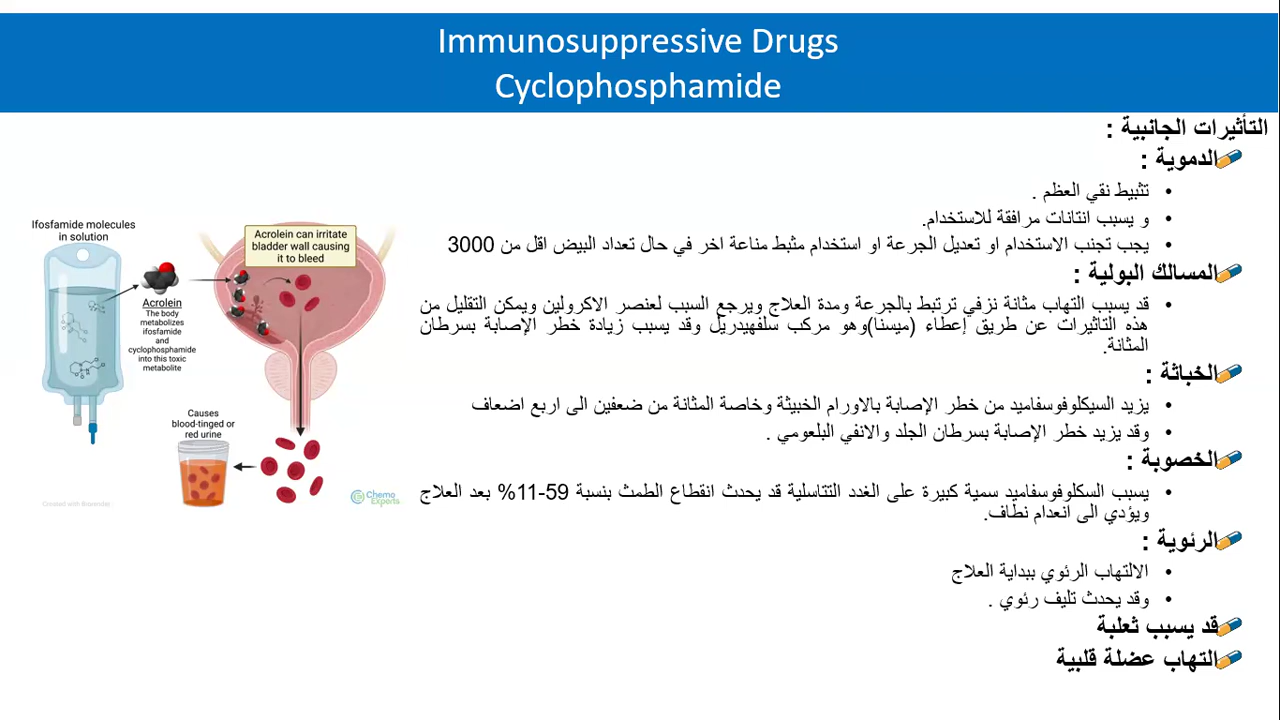 Immunosuppressive Drugs
Cyclophosphamide
التأثيرات الجانبية :
الدموية :
• تثبيط نقي العظم .
• و يسبب انتانات مرافقة للاستخدام.
• يجب تجنب الاستخدام او تعديل الجرعة او استخدام مثبط مناعة اخر في حال تعداد البيض اقل من 3000
المسالك البولية :
• قد يسبب التهاب مثانة نزفي ترتبط بالجرعة ومدة العلاج ويرجع السبب لعنصر الاكرولين ويمكن التقليل من
هذه التاثيرات عن طريق إعطاء (ميسنا)وهو مركب سلفهيدريل وقد يسبب زيادة خطر الإصابة بسرطان
المثانة.
الخباثة :
• يزيد السيكلوفوسفاميد من خطر الإصابة بالاورام الخبيثة وخاصة المثانة من ضعفين الى اربع اضعاف
• وقد يزيد خطر الإصابة بسرطان الجلد والانفي البلعومي .
الخصوبة :
• يسبب السكلوفوسفاميد سمية كبيرة على الغدد التتاسلية قد يحدث انقطاع الطمث بنسبة 59-11% بعد العلاج
ويؤدي الى انعدام نطاف.
الرئوية :
• الالتهاب الرئوي ببداية العلاج
• وقد يحدث تليف رئوي .
قد يسبب ثعلبة
التهاب عضلة قلبية
Ifosfamide molecules
in solution
Acrolein
The body
metabolizes
ifosfamide
and
cyclophosphamide
into this toxic
metabolite
Acrolein can irritate
bladder wall causing
it to bleed
Causes
blood-tinged or
red urine
Chemo
Experts
Created with Biorender